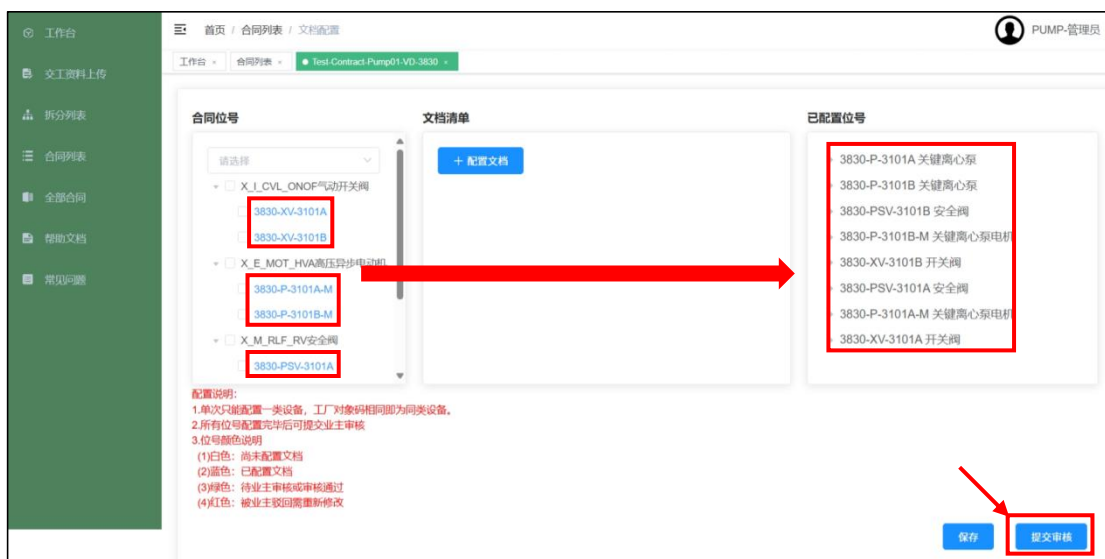 工作台
交工资料上传
拆分列表
合同列表
全部合同
帮助文档
常见问题
首页 / 合同列表 / 文档配置
PUMP-管理员
工作台 ×
合同列表 ×
Test-Contract-Pump01-VD-3830 ×
合同位号
请选择
X_I_CVL_ONOF气动开关阀
3830-XV-3101A
3830-XV-3101B
X_E_MOT_HVA高压异步电动机
3830-P-3101A-M
3830-P-3101B-M
X_M_RLF_RV安全阀
3830-PSV-3101A
文档清单
+ 配置文档
已配置位号
3830-P-3101A 关键离心泵
3830-P-3101B 关键离心泵
3830-PSV-3101B 安全阀
3830-P-3101B-M 关键离心泵电机
3830-XV-3101B 开关阀
3830-PSV-3101A 安全阀
3830-P-3101A-M 关键离心泵电机
3830-XV-3101A 开关阀
配置说明:
1.单次只能配置一类设备，工厂对象码相同即为同类设备。
2.所有位号配置完毕后可提交业主审核
3.位号颜色说明
(1)白色：尚未配置文档
(2)蓝色：已配置文档
(3)绿色：待业主审核或审核通过
(4)红色：被业主驳回需重新修改
保存
提交审核